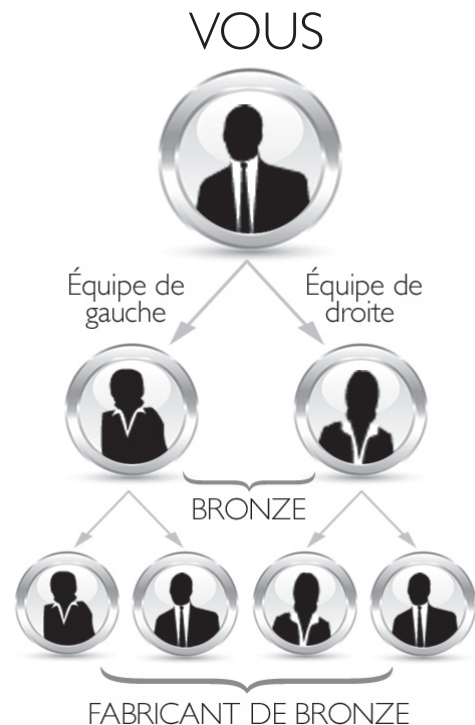 VOUS
Équipe de
gauche
Équipe de
droite
BRONZE
FABRICANT DE BRONZE